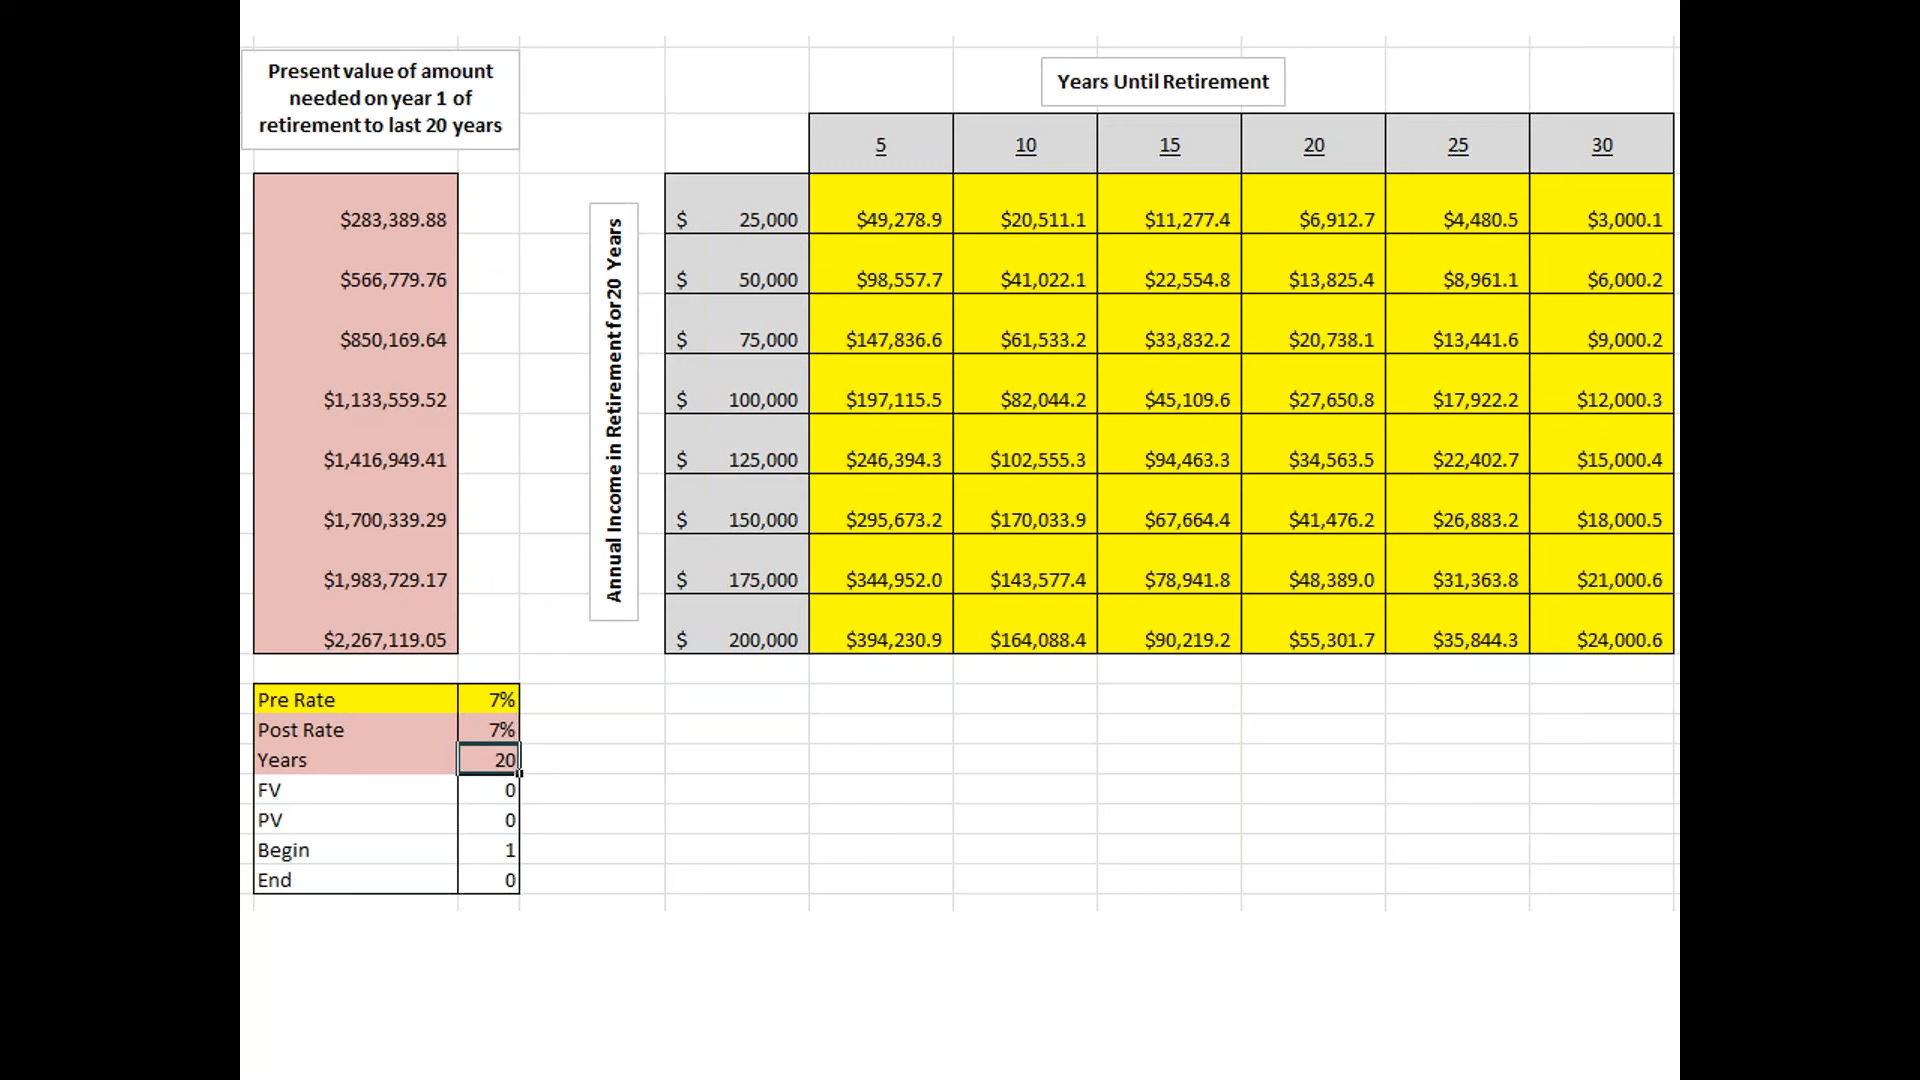 Present value of amount
needed on year 1 of
retirement to last 20 years
Years Until Retirement
5 10 15 20 25 30
Annual Income in Retirement for 20 Years
$283,389.88 $ 25,000 $49,278.9 $20,511.1 $11,277.4 $6,912.7 $4,480.5 $3,000.1
$566,779.76 $ 50,000 $98,557.7 $41,022.1 $22,554.8 $13,825.4 $8,961.1 $6,000.2
$850,169.64 $ 75,000 $147,836.6 $61,533.2 $33,832.2 $20,738.1 $13,441.6 $9,000.2
$1,133,559.52 $ 100,000 $197,115.5 $82,044.2 $45,109.6 $27,650.8 $17,922.2 $12,000.3
$1,416,949.41 $ 125,000 $246,394.3 $102,555.3 $94,463.3 $34,563.5 $22,402.7 $15,000.4
$1,700,339.29 $ 150,000 $295,673.2 $170,033.9 $67,664.4 $41,476.2 $26,883.2 $18,000.5
$1,983,729.17 $ 175,000 $344,952.0 $143,577.4 $78,941.8 $48,389.0 $31,363.8 $21,000.6
$2,267,119.05 $ 200,000 $394,230.9 $164,088.4 $90,219.2 $55,301.7 $35,844.3 $24,000.6
Pre Rate 7%
Post Rate 7%
Years 20
FV 0
PV 0
Begin 1
End 0